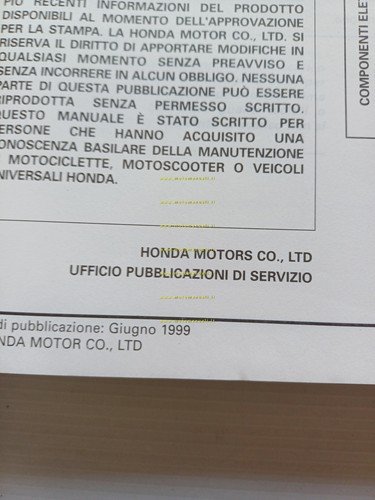 PIÙ RECENTI INFORMAZIONI DEL PRODOTTO
DISPONIBILI AL MOMENTO DELL'APPROVAZIONE
PER LA STAMPA. LA HONDA MOTOR CO., LTD. SI
RISERVA IL DIRITTO DI APPORTARE MODIFICHE IN
QUALSIASI MOMENTO SENZA PREAVVISO E
SENZA INCORRERE IN ALCUN OBBLIGO. NESSUNA
PARTE DI QUESTA PUBBLICAZIONE PUÒ ESSERE
RIPRODOTTA SENZA PERMESSO SCRITTO.
QUESTO MANUALE È STATO SCRITTO PER
ERSONE CHE HANNO ACQUISITO UNA
ONOSCENZA BASILARE DELLA MANUTENZIONE
MOTOCICLETTE, MOTOSCOOTER O VEICOLI
NIVERSALI HONDA.
HONDA MOTORS CO., LTD
UFFICIO PUBBLICAZIONI DI SERVIZIO
di pubblicazione: Giugno 1999
NDA MOTOR CO., LTD
COMPONENTI ELE